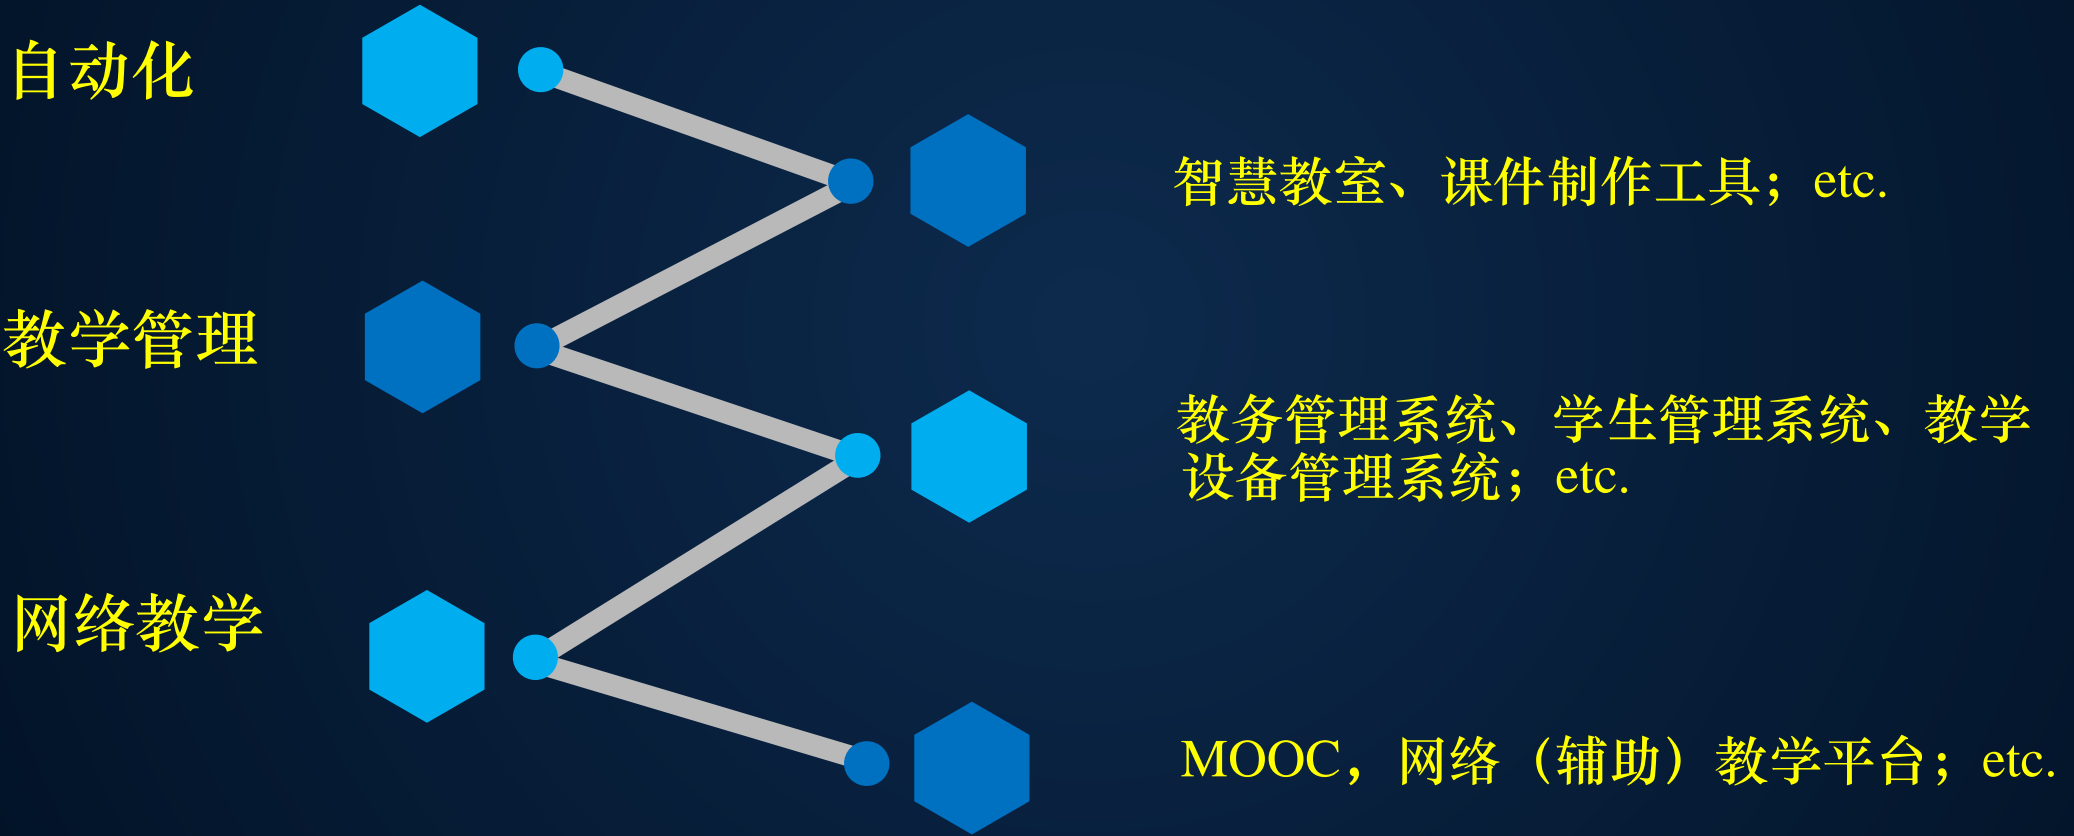 自动化
智慧教室、课件制作工具；etc.
教学管理
教务管理系统、学生管理系统、教学
设备管理系统；etc.
网络教学
MOOC，网络（辅助）教学平台；etc.